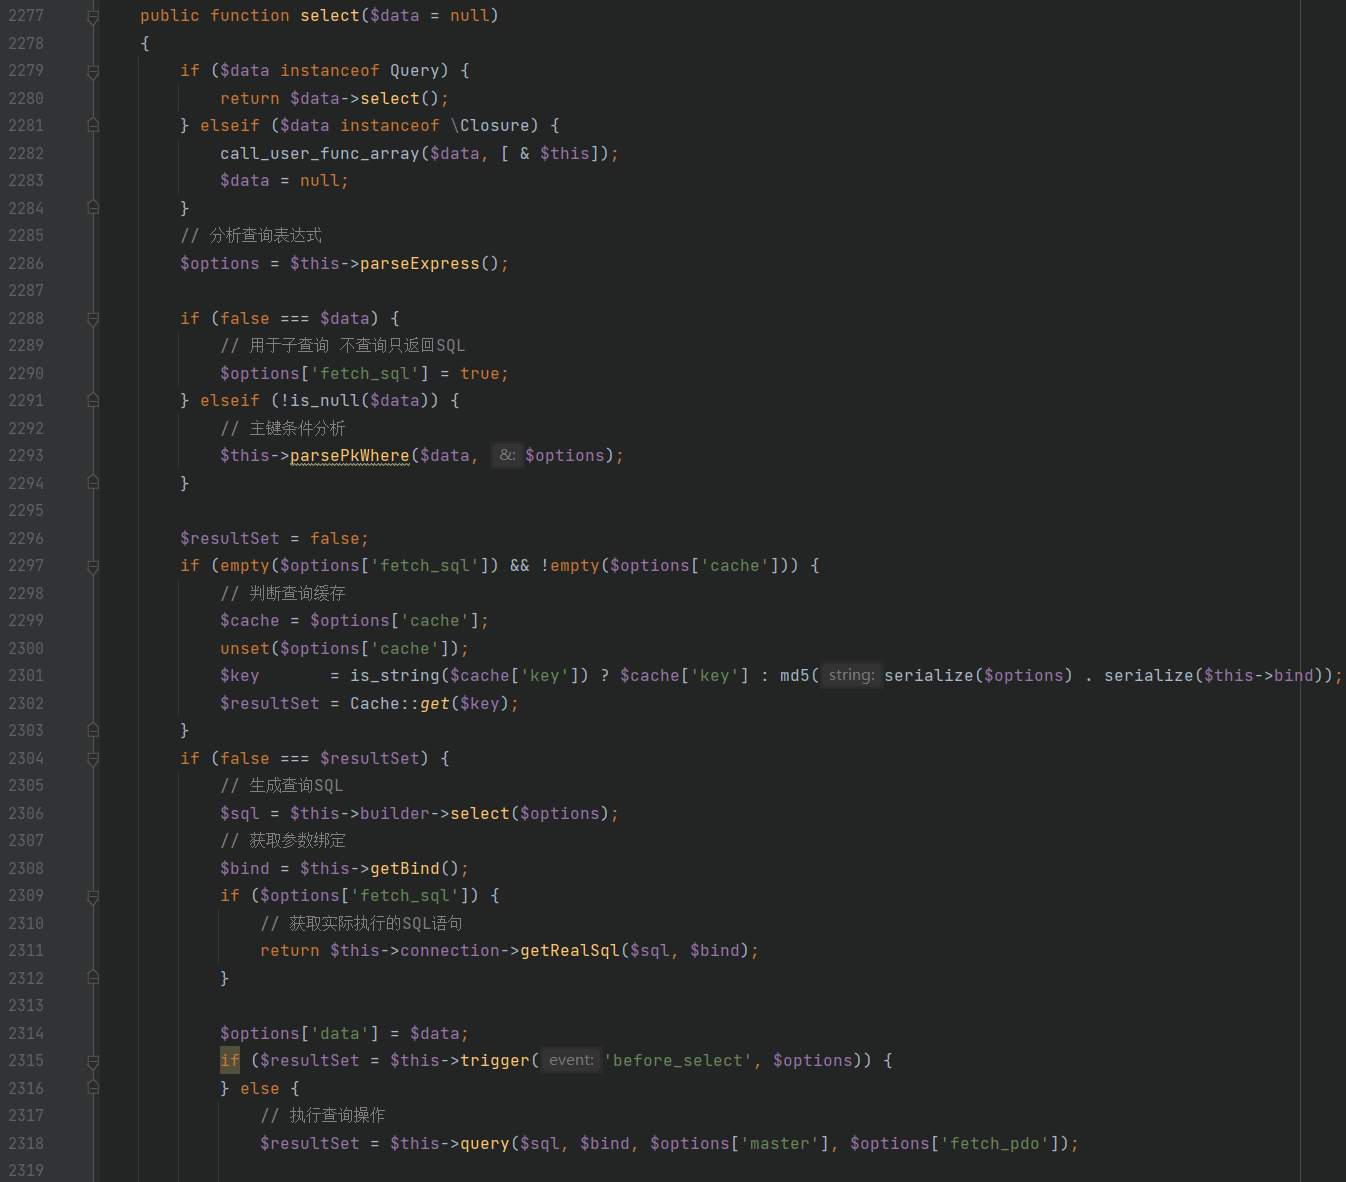 2277 public function select($data = null)
2278 {
2279 if ($data instanceof Query) {
2280 return $data->select();
2281 } elseif ($data instanceof \Closure) {
2282 call_user_func_array($data, [ & $this]);
2283 $data = null;
2284 }
2285 // 分析查询表达式
2286 $options = $this->parseExpress();
2287
2288 if (false === $data) {
2289 // 用于子查询 不查询只返回SQL
2290 $options['fetch_sql'] = true;
2291 } elseif (!is_null($data)) {
2292 // 主键条件分析
2293 $this->parsePkWhere($data, &: $options);
2294 }
2295
2296 $resultSet = false;
2297 if (empty($options['fetch_sql']) && !empty($options['cache'])) {
2298 // 判断查询缓存
2299 $cache = $options['cache'];
2300 unset($options['cache']);
2301 $key       = is_string($cache['key']) ? $cache['key'] : md5( string: serialize($options) . serialize($this->bind));
2302 $resultSet = Cache::get($key);
2303 }
2304 if (false === $resultSet) {
2305 // 生成查询SQL
2306 $sql = $this->builder->select($options);
2307 // 获取参数绑定
2308 $bind = $this->getBind();
2309 if ($options['fetch_sql']) {
2310 // 获取实际执行的SQL语句
2311 return $this->connection->getRealSql($sql, $bind);
2312 }
2313
2314 $options['data'] = $data;
2315 if ($resultSet = $this->trigger( event: 'before_select', $options)) {
2316 } else {
2317 // 执行查询操作
2318 $resultSet = $this->query($sql, $bind, $options['master'], $options['fetch_pdo']);
2319